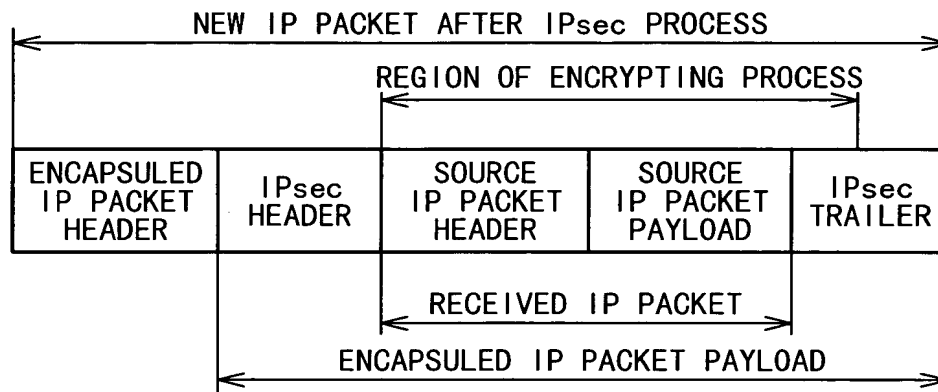 NEW IP PACKET AFTER IPsec PROCESS
REGION OF ENCRYPTING PROCESS
ENCAPSULED
IP PACKET
HEADER
IPsec
HEADER
SOURCE
IP PACKET
HEADER
SOURCE
IP PACKET
PAYLOAD
IPsec
TRAILER
RECEIVED IP PACKET
ENCAPSULED IP PACKET PAYLOAD